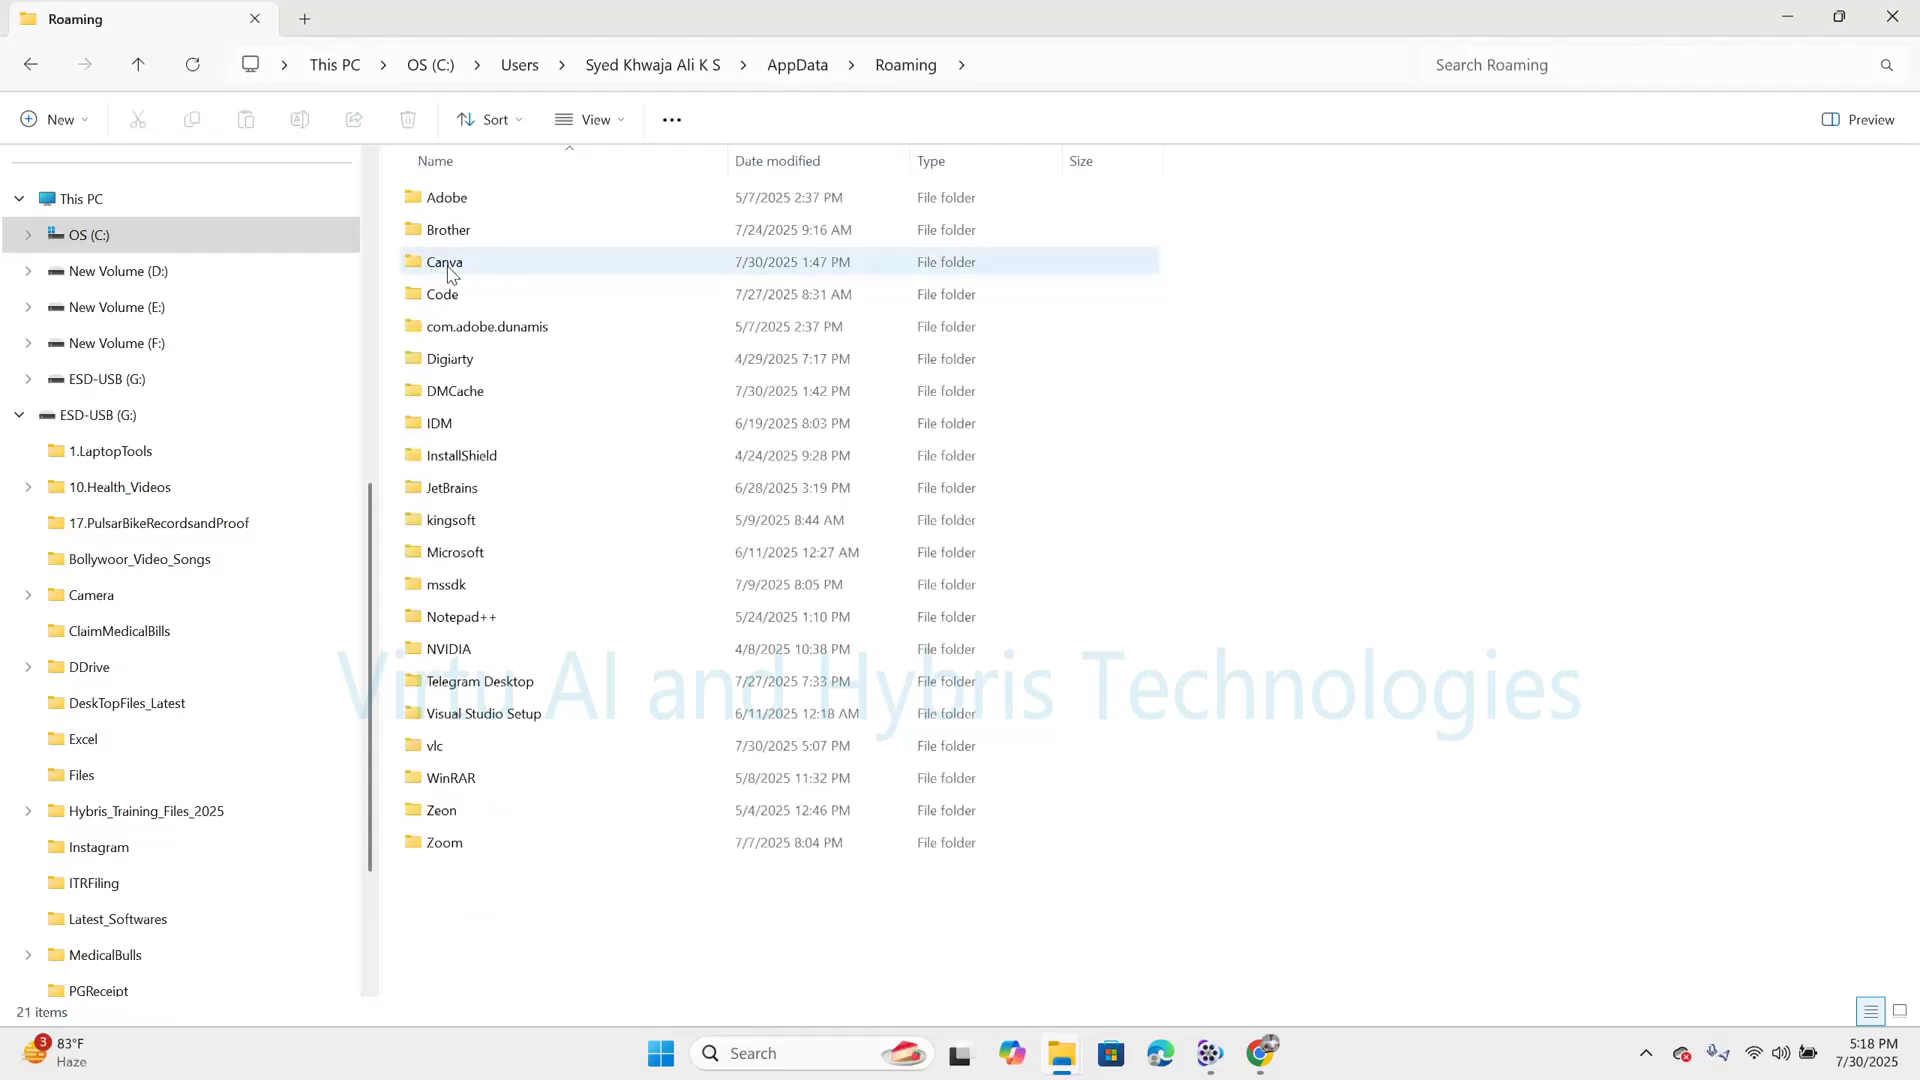 Roaming
This PC
OS (C:)
Users
Syed Khwaja Ali K S
AppData
Roaming
Search Roaming
New
Sort
View
Preview
Name
Date modified
Type
Size
This PC
OS (C:)
New Volume (D:)
New Volume (E:)
New Volume (F:)
ESD-USB (G:)
ESD-USB (G:)
1.LaptopTools
10.Health_Videos
17.PulsarBikeRecordsandProof
Bollywoor_Video_Songs
Camera
ClaimMedicalBills
DDrive
DeskTopFiles_Latest
Excel
Files
Hybris_Training_Files_2025
Instagram
ITRFiling
Latest_Softwares
MedicalBulls
PGReceipt
Adobe 5/7/2025 2:37 PM File folder
Brother 7/24/2025 9:16 AM File folder
Canva 7/30/2025 1:47 PM File folder
Code 7/27/2025 8:31 AM File folder
com.adobe.dunamis 5/7/2025 2:37 PM File folder
Digiarty 4/29/2025 7:17 PM File folder
DMCache 7/30/2025 1:42 PM File folder
IDM 6/19/2025 8:03 PM File folder
InstallShield 4/24/2025 9:28 PM File folder
JetBrains 6/28/2025 3:19 PM File folder
kingsoft 5/9/2025 8:44 AM File folder
Microsoft 6/11/2025 12:27 AM File folder
mssdk 7/9/2025 8:05 PM File folder
Notepad++ 5/24/2025 1:10 PM File folder
NVIDIA 4/8/2025 10:38 PM File folder
Telegram Desktop 7/27/2025 7:33 PM File folder
Visual Studio Setup 6/11/2025 12:18 AM File folder
vlc 7/30/2025 5:07 PM File folder
WinRAR 5/8/2025 11:32 PM File folder
Zeon 5/4/2025 12:46 PM File folder
Zoom 7/7/2025 8:04 PM File folder
Virtu AI and Hybris Technologies
21 items
3
83°F
Haze
Search
5:18 PM
7/30/2025